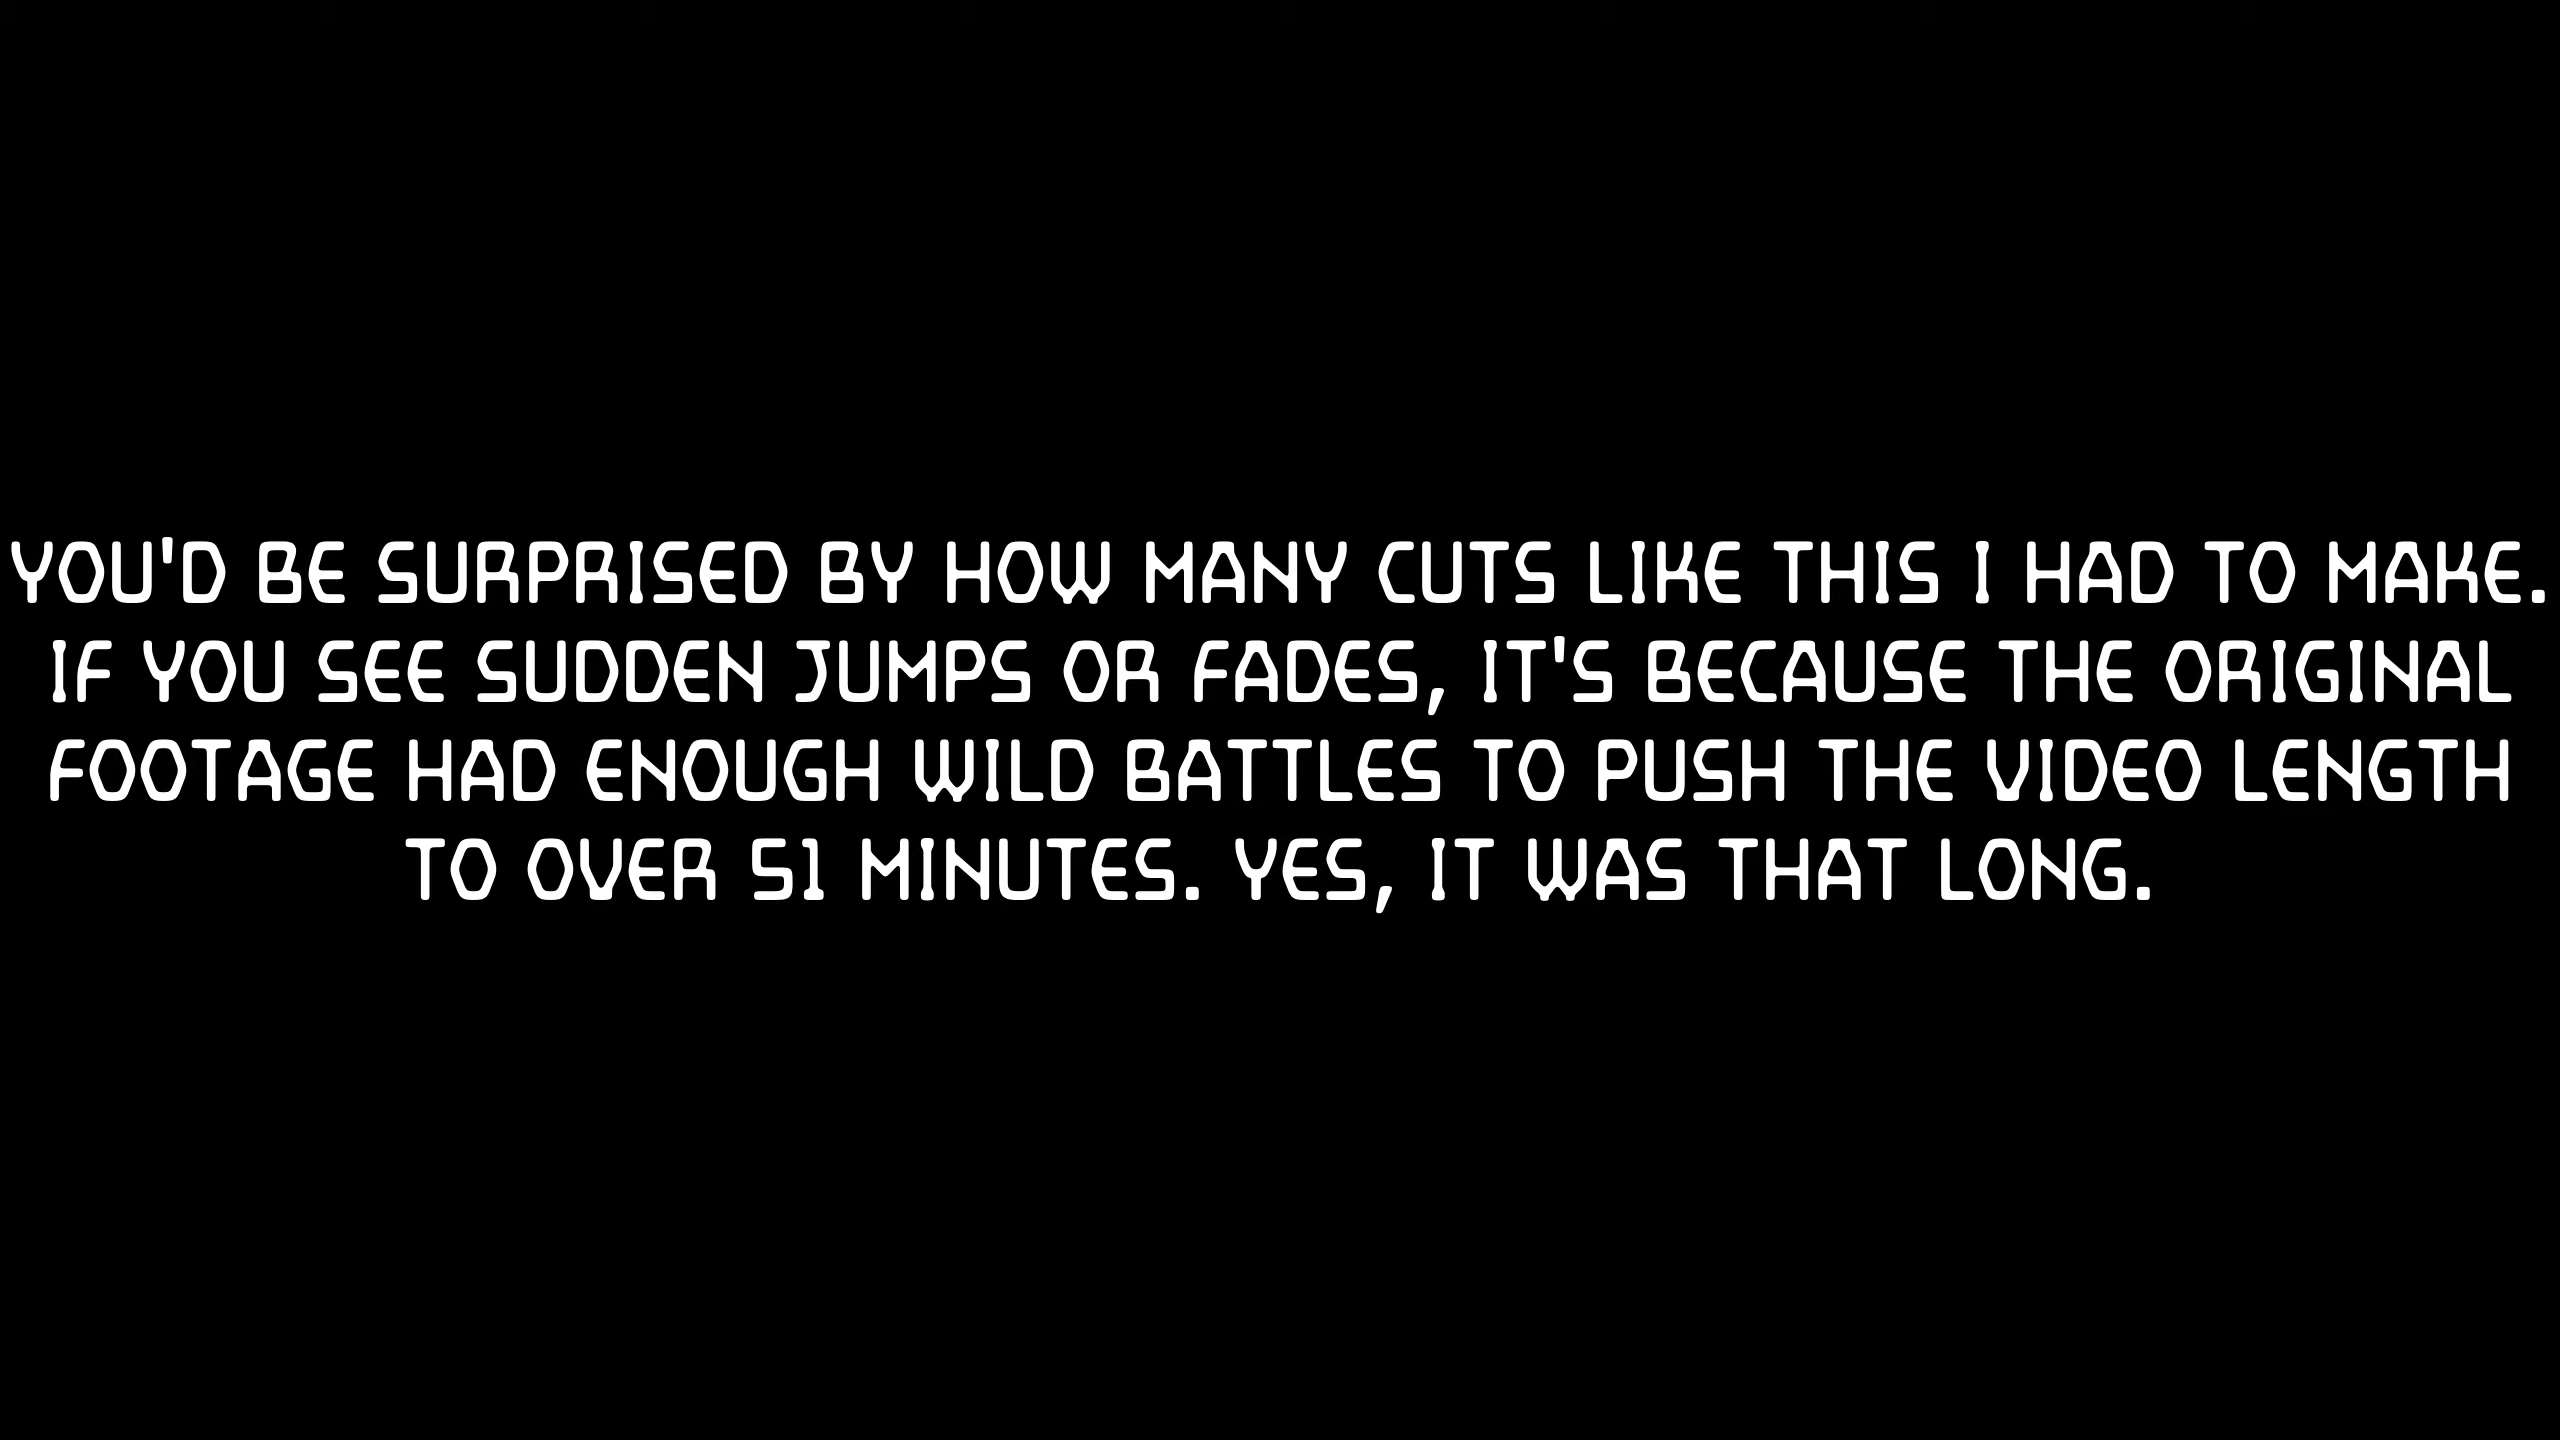 YOU'D BE SURPRISED BY HOW MANY CUTS LIKE THIS I HAD TO MAKE.
IF YOU SEE SUDDEN JUMPS OR FADES, IT'S BECAUSE THE ORIGINAL
FOOTAGE HAD ENOUGH WILD BATTLES TO PUSH THE VIDEO LENGTH
TO OVER 51 MINUTES. YES, IT WAS THAT LONG.